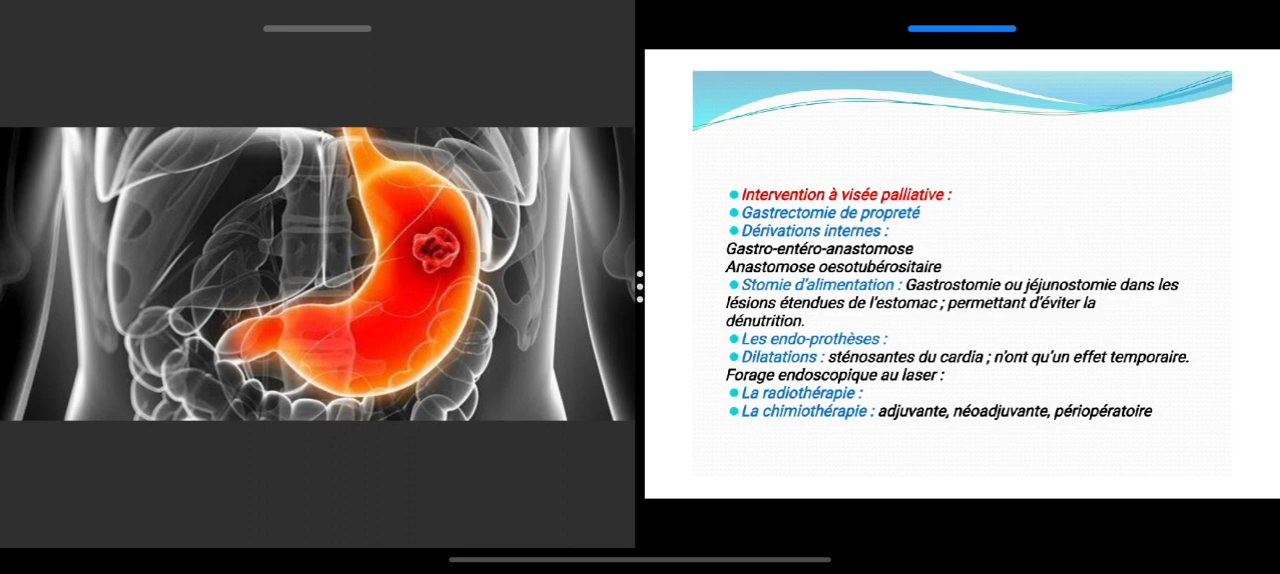 Intervention à visée palliative :
Gastrectomie de propreté
Dérivations internes :
Gastro-entéro-anastomose
Anastomose oesotubérositaire
Stomie d'alimentation : Gastrostomie ou jéjunostomie dans les
lésions étendues de l'estomac ; permettant d'éviter la
dénutrition.
Les endo-prothèses :
Dilatations : sténosantes du cardia ; n'ont qu'un effet temporaire.
Forage endoscopique au laser :
La radiothérapie :
La chimiothérapie : adjuvante, néoadjuvante, périopératoire